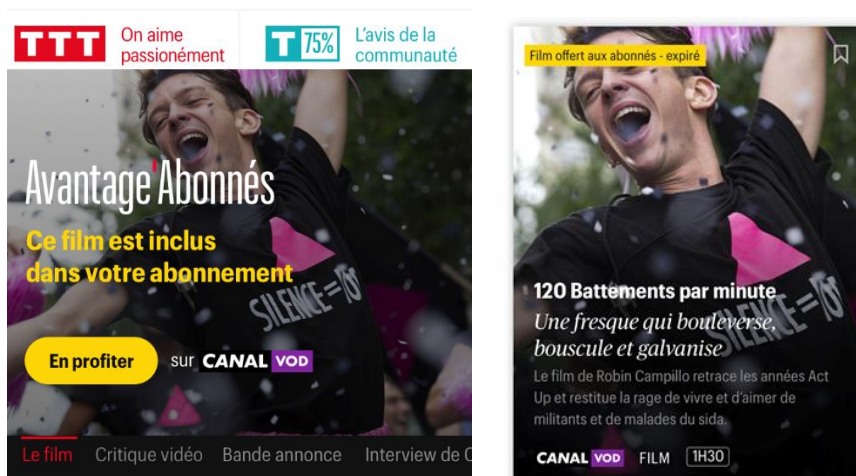 TTT
On aime
passionément
T 75%
L'avis de la
communauté
Avantage'Abonnés
Ce film est inclus
dans votre abonnement
SILENCE=
En profiter
sur CANAL VOD
Le film
Critique vidéo
Bande annonce
Interview de C
Film offert aux abonnés - expiré
120 Battements par minute
Une fresque qui bouleverse,
bouscule et galvanise
SILENCE=
Le film de Robin Campillo retrace les années Act
Up et restitue la rage de vivre et d'aimer de
militants et de malades du sida.
CANAL VOD
FILM
1H30